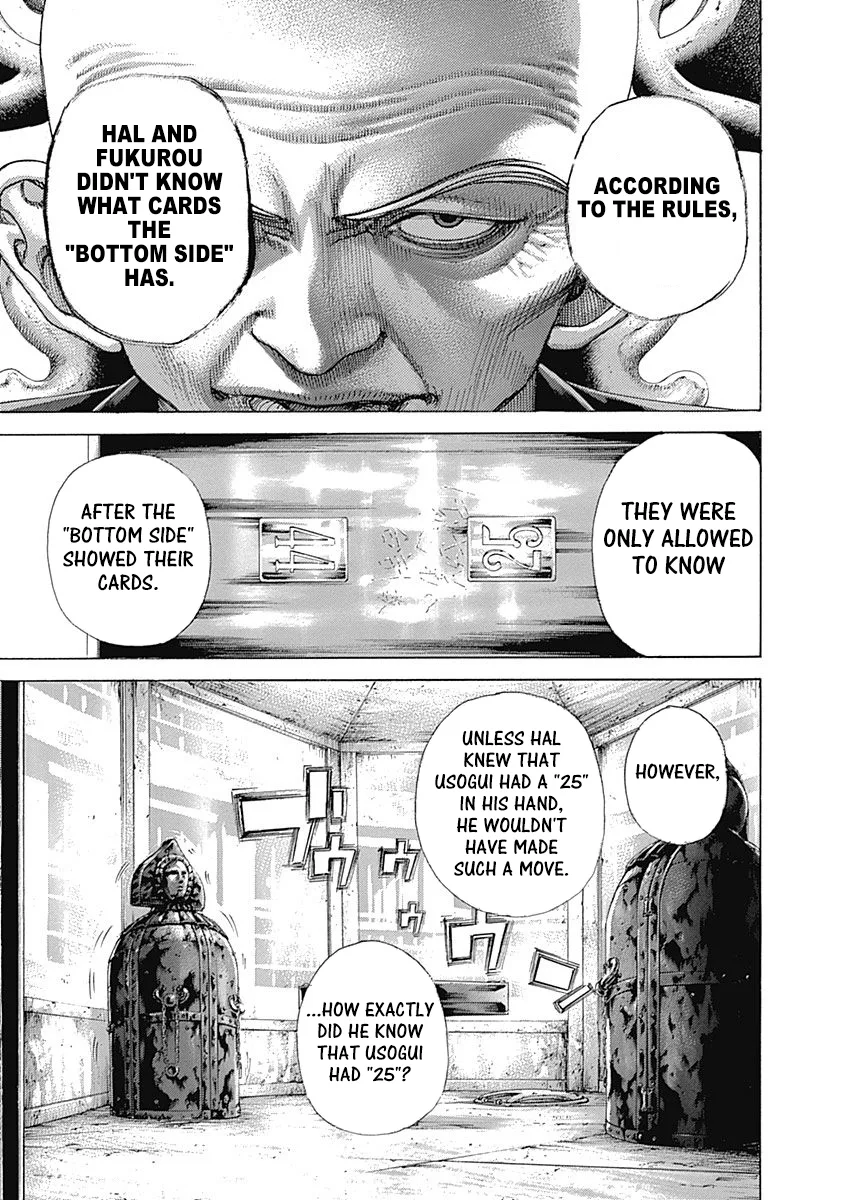 ACCORDING
TO THE RULES,
HAL AND
FUKUROU
DIDN'T KNOW
WHAT CARDS
THE
"BOTTOM SIDE"
HAS.
THEY WERE
ONLY ALLOWED
TO KNOW
25
44
AFTER THE
"BOTTOM SIDE"
SHOWED THEIR
CARDS.
HOWEVER,
UNLESS HAL
KNEW THAT
USOGUI HAD A "25"
IN HIS HAND,
HE WOULDN'T
HAVE MADE
SUCH A MOVE.
...HOW EXACTLY
DID HE KNOW
THAT USOGUI
HAD "25"?